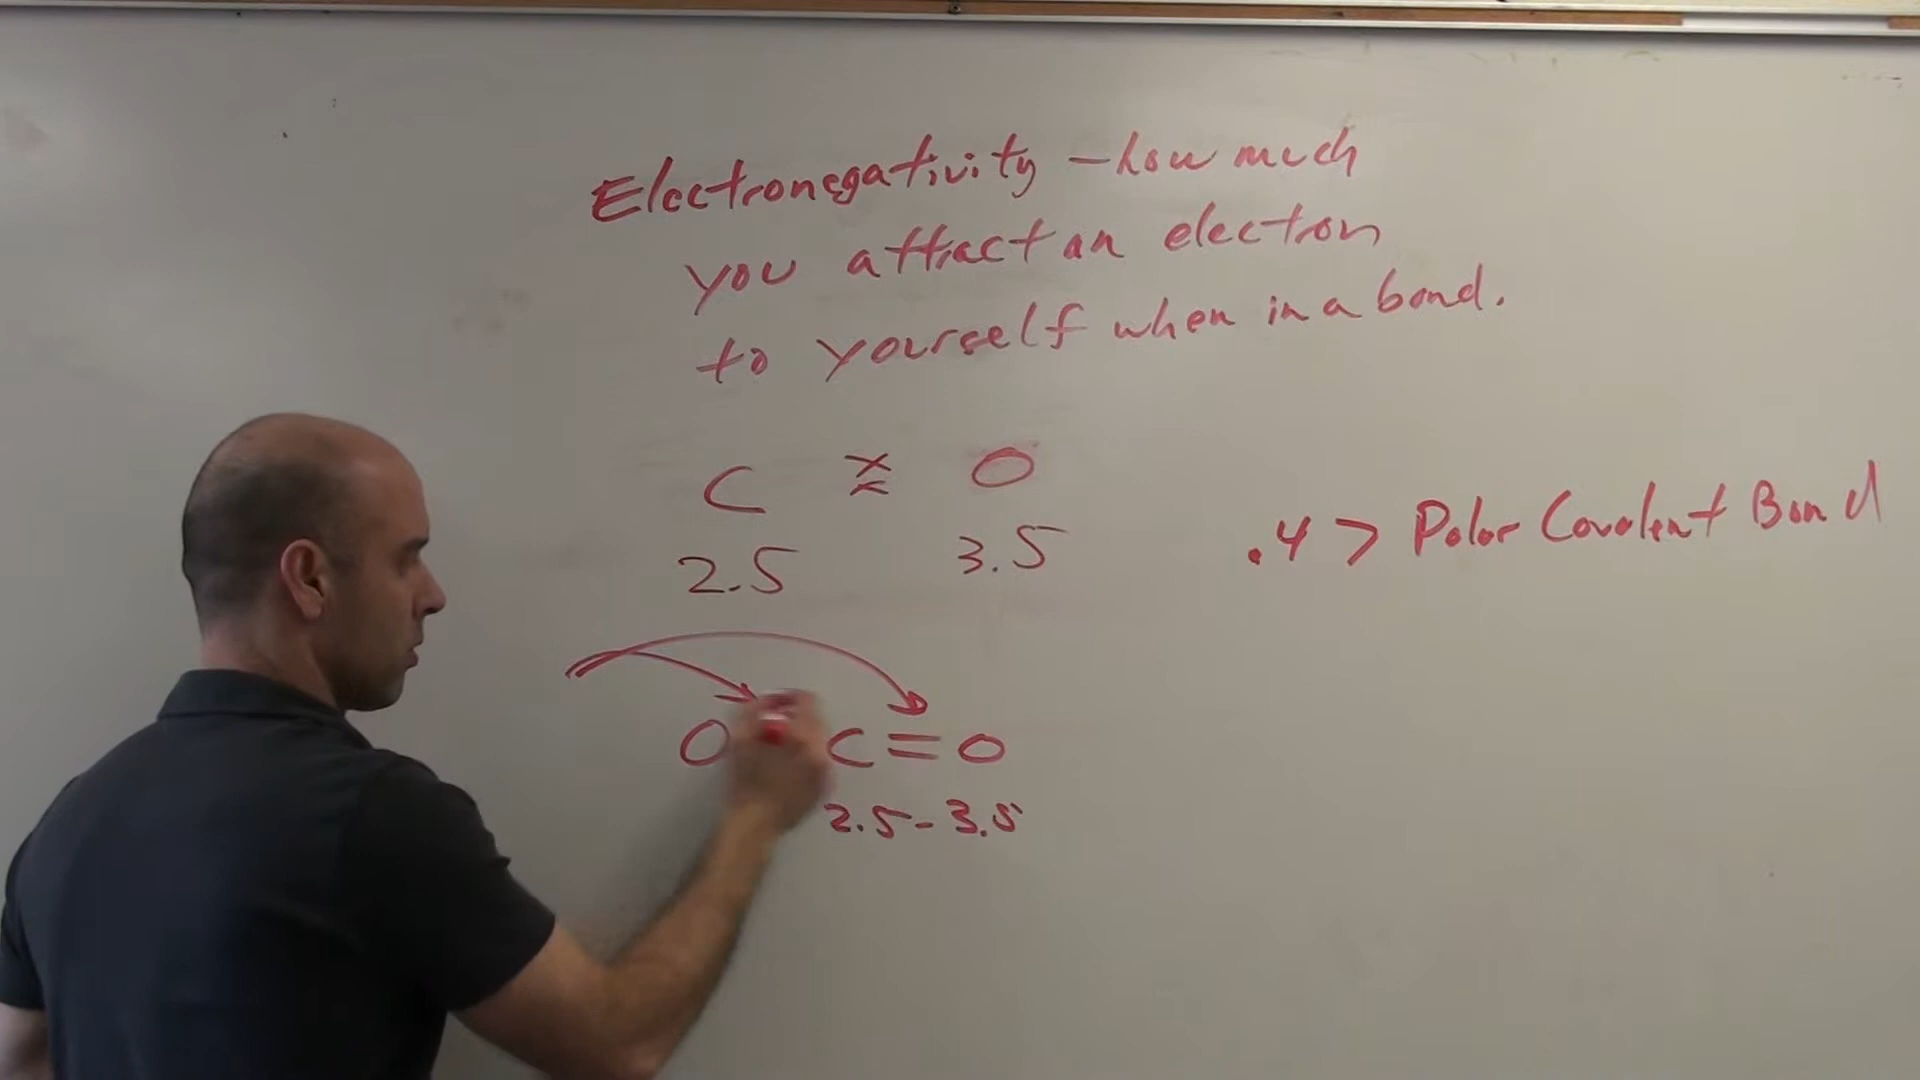 Electronegativity – how much
you attract an electron
to yourself when in a bond.
C O
2.5 3.5
.4 > Polar Covalent Bond
O C=O
2.5 - 3.5